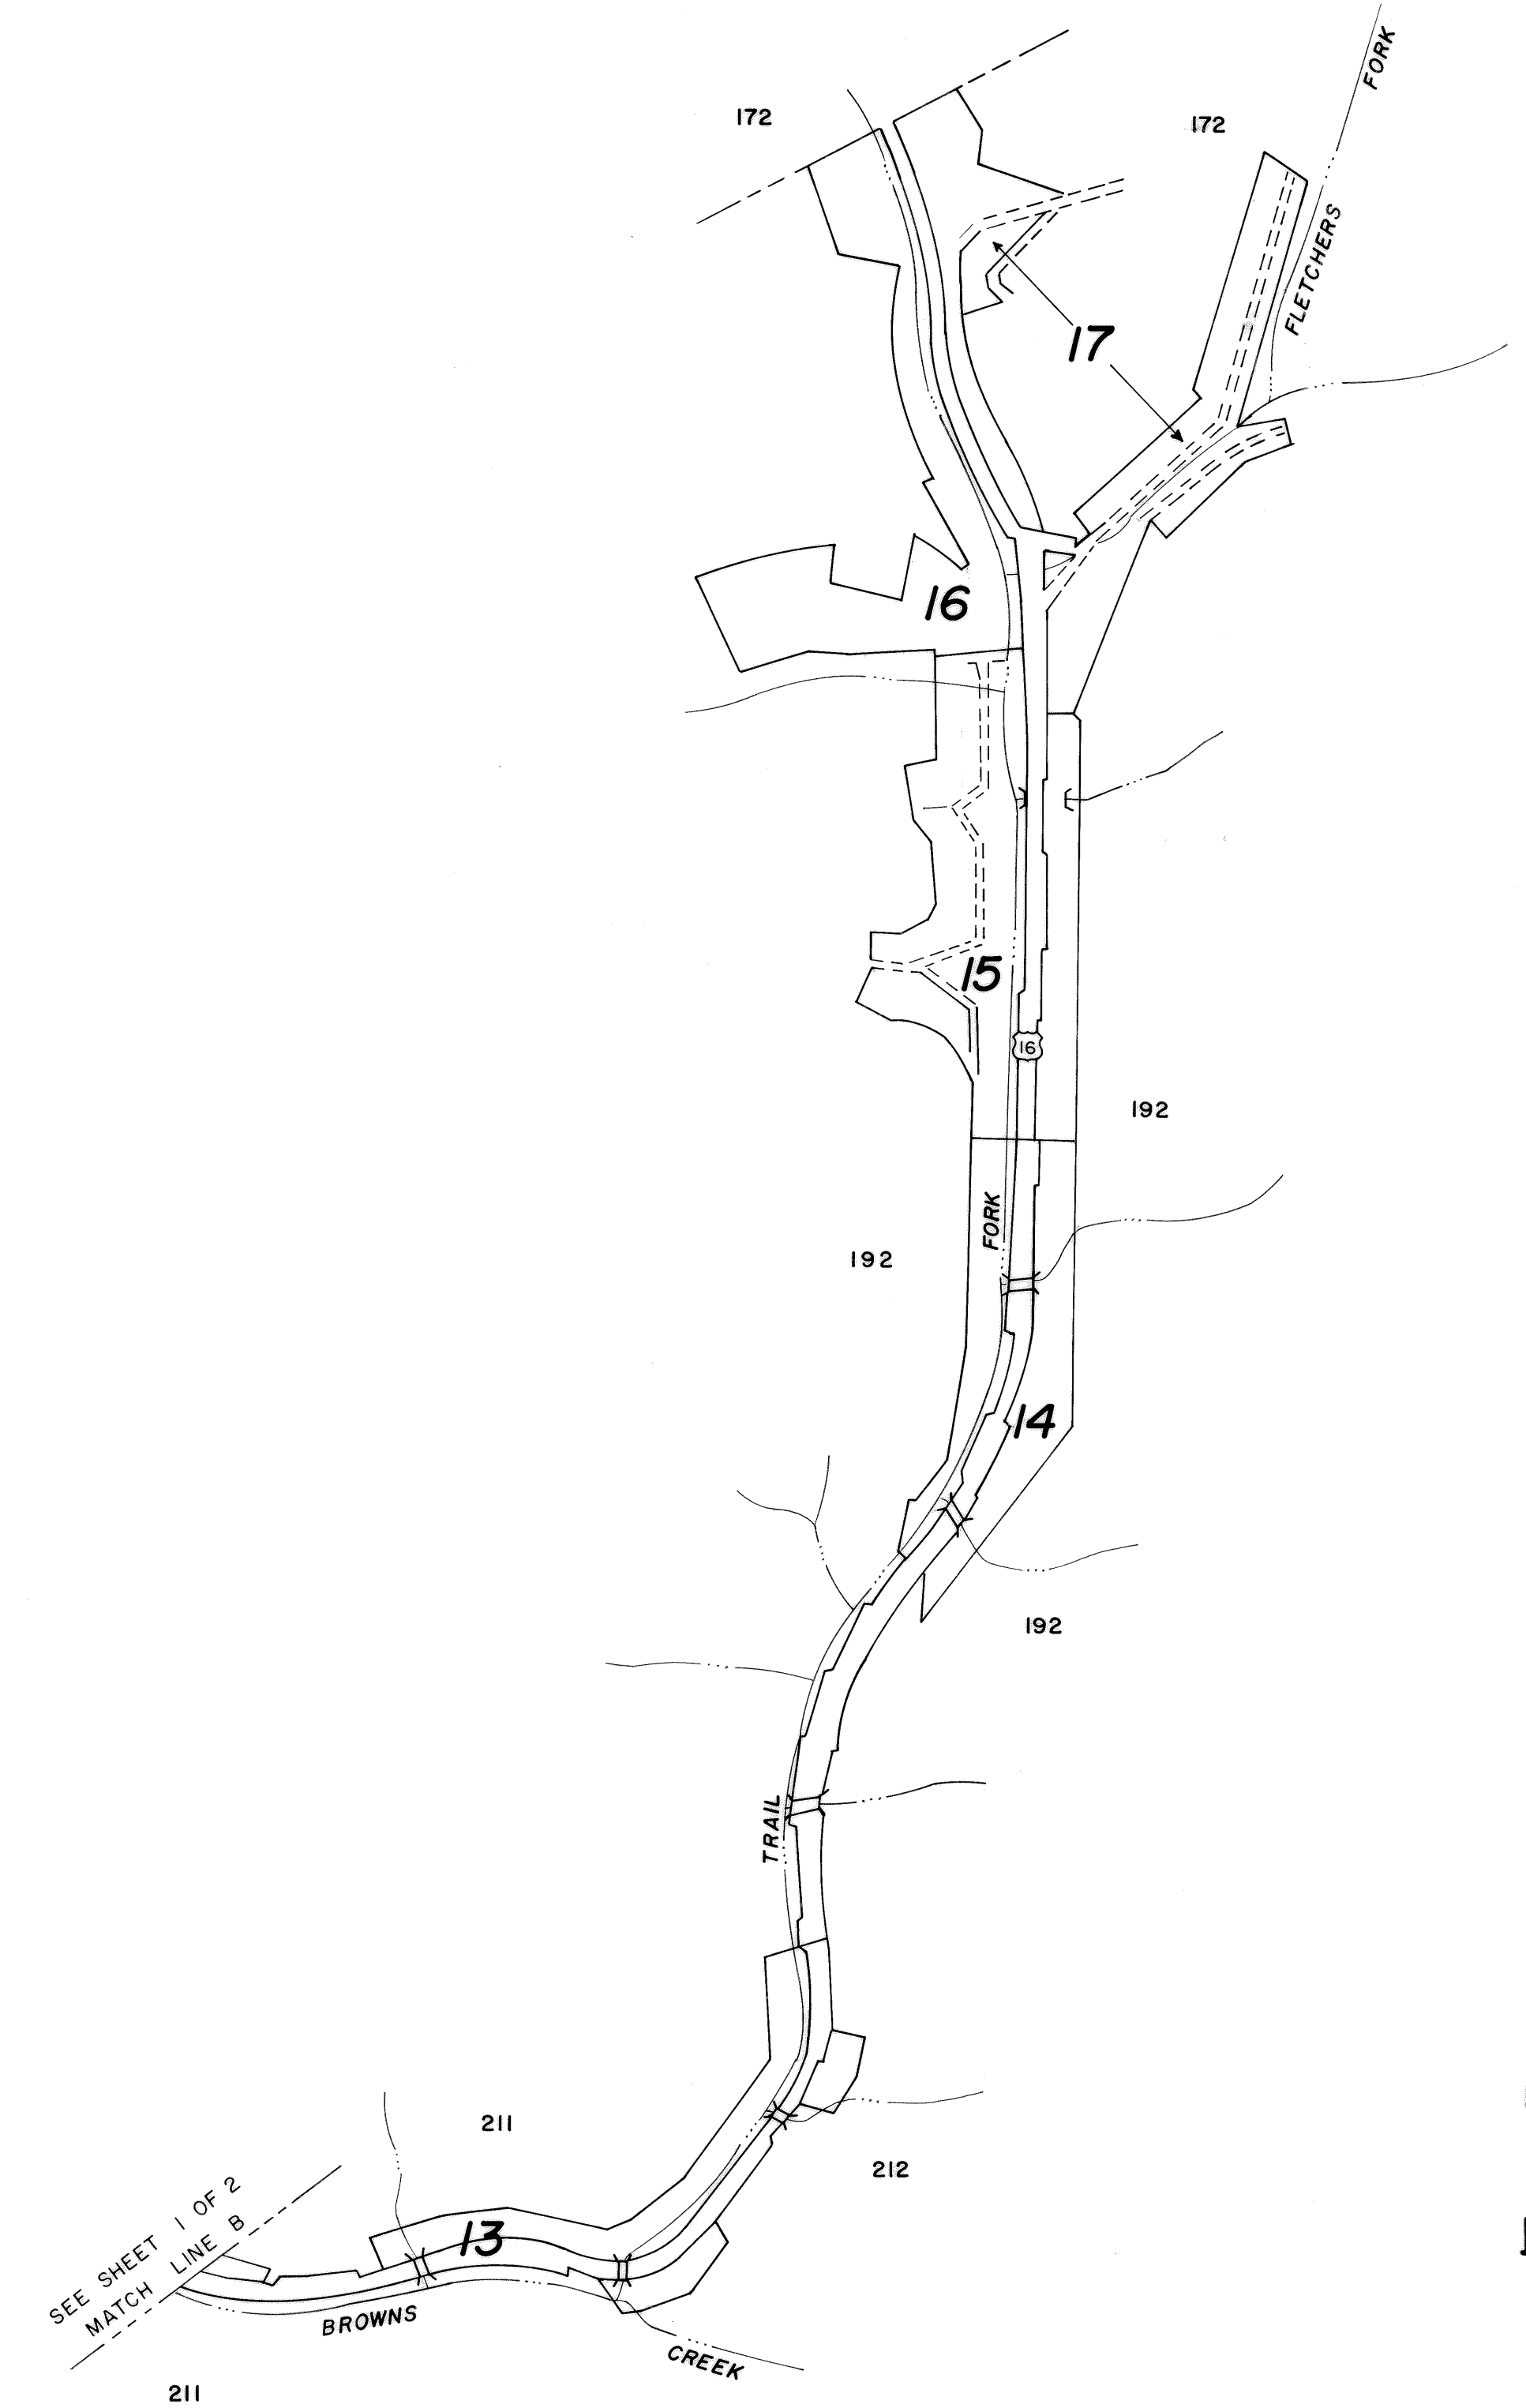 FORK
172
172
FLETCHERS
17
16
15
16
192
FORK
192
14
192
TRAIL
211
212
13
SEE SHEET 1 OF 2
MATCH LINE B
BROWNS
CREEK
211